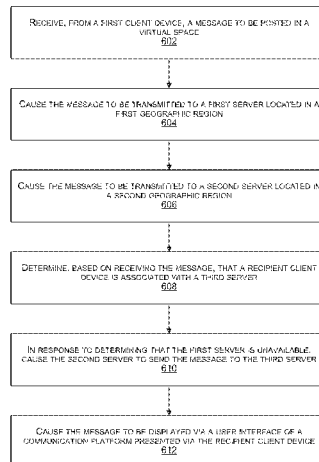 RECEIVE, FROM A FIRST CLIENT DEVICE, A MESSAGE TO BE POSTED IN A
VIRTUAL SPACE
602
CAUSE THE MESSAGE TO BE TRANSMITTED TO A FIRST SERVER LOCATED IN A
FIRST GEOGRAPHIC REGION
604
CAUSE THE MESSAGE TO BE TRANSMITTED TO A SECOND SERVER LOCATED IN
A SECOND GEOGRAPHIC REGION
606
DETERMINE, BASED ON RECEIVING THE MESSAGE, THAT A RECIPIENT CLIENT
DEVICE IS ASSOCIATED WITH A THIRD SERVER
608
IN RESPONSE TO DETERMINING THAT THE FIRST SERVER IS UNAVAILABLE,
CAUSE THE SECOND SERVER TO SEND THE MESSAGE TO THE THIRD SERVER
610
CAUSE THE MESSAGE TO BE DISPLAYED VIA A USER INTERFACE OF A
COMMUNICATION PLATFORM PRESENTED VIA THE RECIPIENT CLIENT DEVICE
612